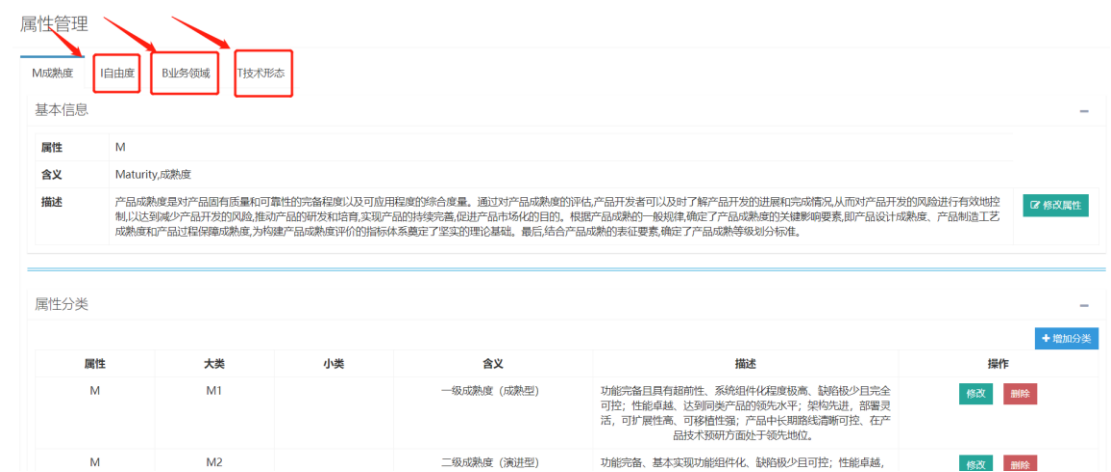 属性管理
M成熟度 I自由度 B业务领域 T技术形态
基本信息
属性 M
含义 Maturity,成熟度
描述 产品成熟度是对产品固有质量和可靠性的完备程度以及可应用程度的综合度量。通过对产品成熟度的评估,产品开发者可以及时了解产品开发的进展和完成情况,从而对产品开发的风险进行有效地控
制,以达到减少产品开发的风险,推动产品的研发和培育,实现产品的持续完善,促进产品市场化的目的。根据产品成熟的一般规律,确定了产品成熟度的关键影响要素,即产品设计成熟度、产品制造工艺
成熟度和产品过程保障成熟度,为构建产品成熟度评价的指标体系奠定了坚实的理论基础。最后,结合产品成熟的表征要素,确定了产品成熟等级划分标准。
修改属性
属性分类
+增加分类
属性 大类 小类 含义 描述 操作
M M1 一级成熟度（成熟型） 功能完备且具有超前性、系统组件化程度极高、缺陷极少且完全
可控；性能卓越、达到同类产品的领先水平；架构先进，部署灵
活，可扩展性高、可移植性强；产品中长期路线清晰可控、在产
品技术预研方面处于领先地位。
修改 删除
M M2 二级成熟度（演进型） 功能完备、基本实现功能组件化、缺陷极少且可控；性能卓越，
修改 删除